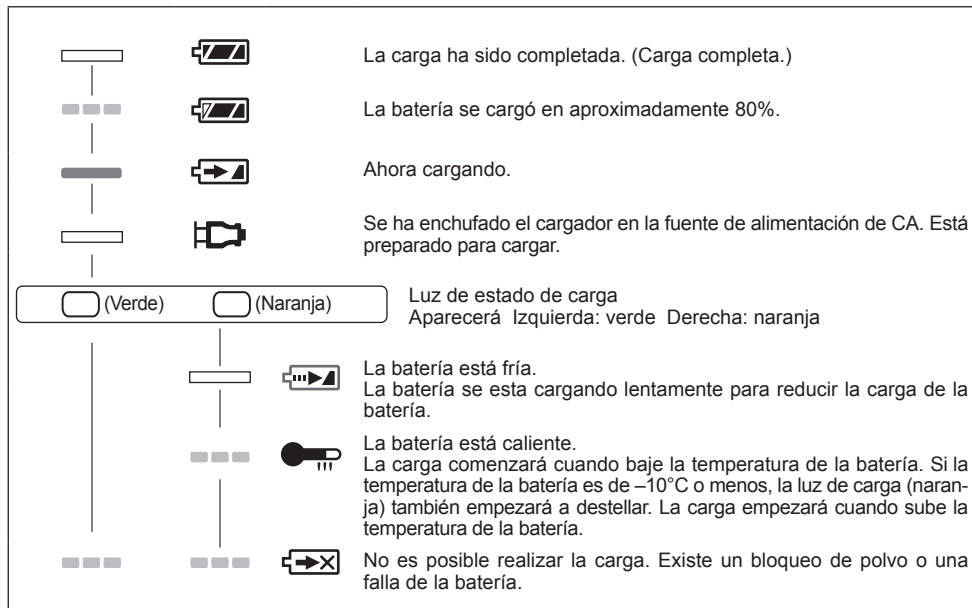 La carga ha sido completada. (Carga completa.)
La batería se cargó en aproximadamente 80%.
Ahora cargando.
Se ha enchufado el cargador en la fuente de alimentación de CA. Está
preparado para cargar.
(Verde) (Naranja)
Luz de estado de carga
Aparecerá Izquierda: verde Derecha: naranja
La batería está fría.
La batería se esta cargando lentamente para reducir la carga de la
batería.
La batería está caliente.
La carga comenzará cuando baje la temperatura de la batería. Si la
temperatura de la batería es de –10°C o menos, la luz de carga (naran-
ja) también empezará a destellar. La carga empezará cuando sube la
temperatura de la batería.
No es posible realizar la carga. Existe un bloqueo de polvo o una
falla de la batería.